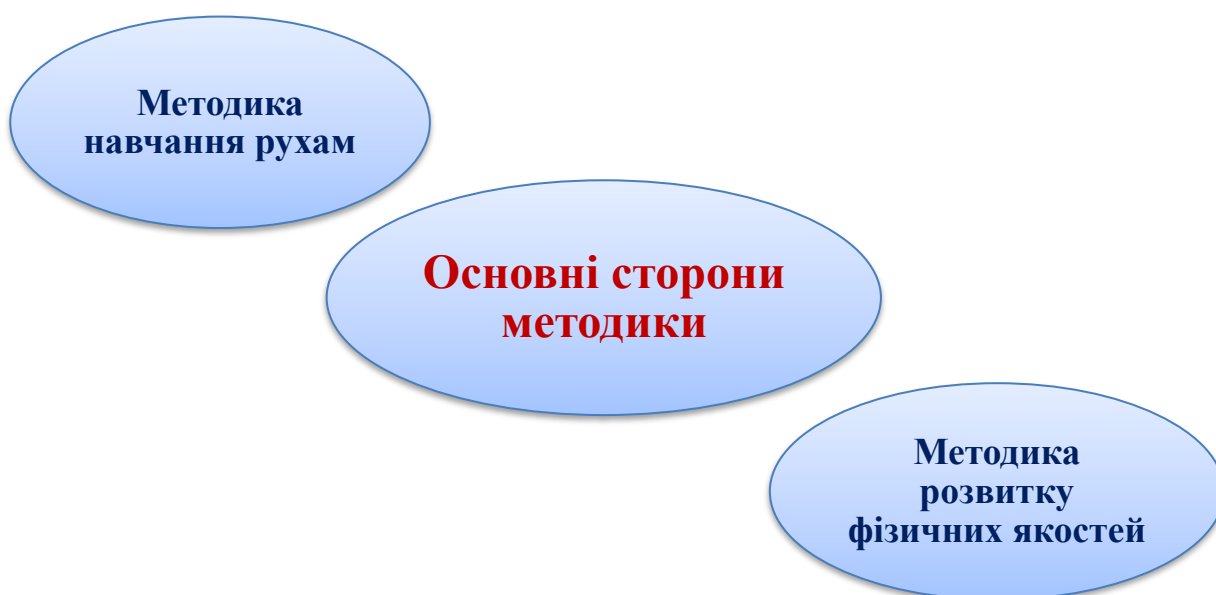 Методика
навчання рухам
Основні сторони
методики
Методика
розвитку
фізичних якостей